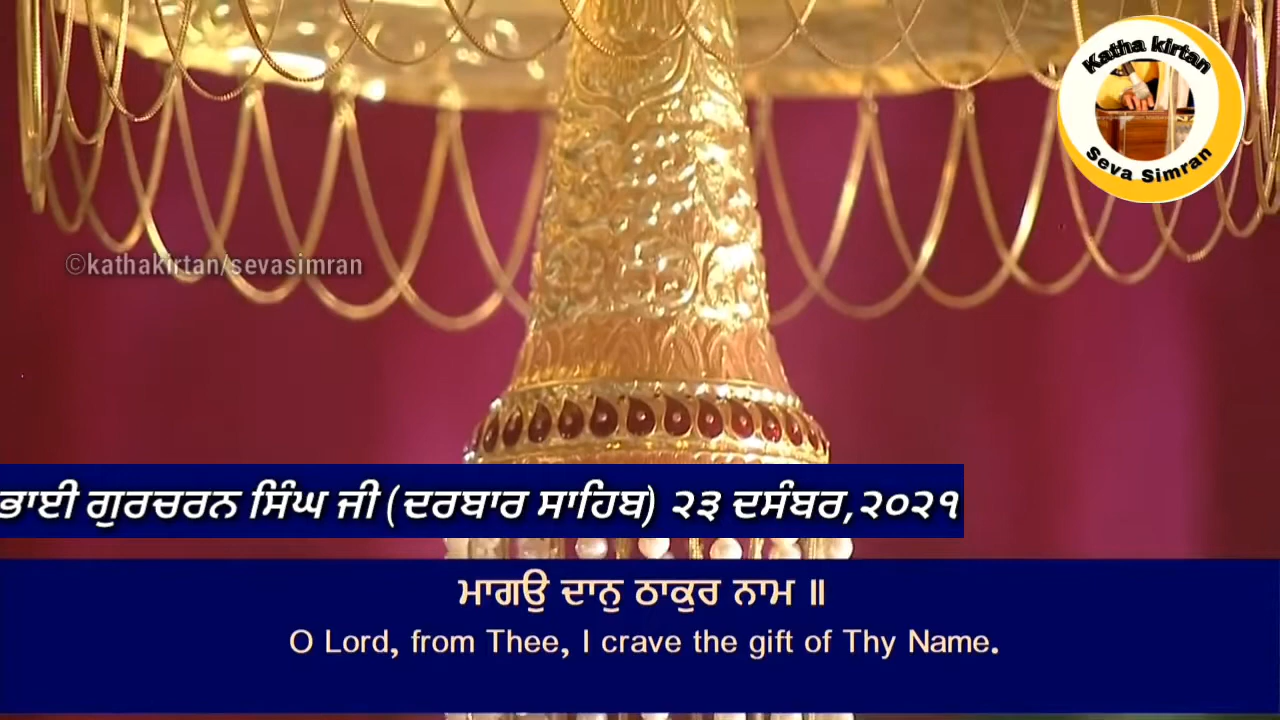 Katha kirtan
Seva Simran
©kathakirtan/sevasimran
ਭਾਈ ਗੁਰਚਰਨ ਸਿੰਘ ਜੀ (ਦਰਬਾਰ ਸਾਹਿਬ) ੨੩ ਦਸੰਬਰ,੨੦੨੧
ਮਾਗਉ ਦਾਨੁ ਠਾਕੁਰ ਨਾਮ ॥
O Lord, from Thee, I crave the gift of Thy Name.